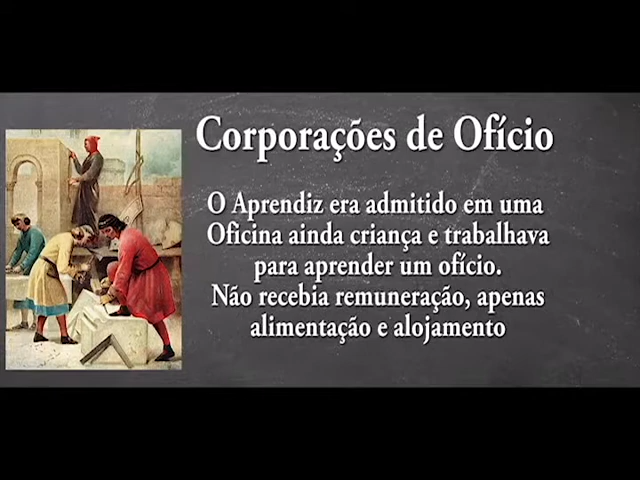 Corporações de Ofício
O Aprendiz era admitido em uma
Oficina ainda criança e trabalhava
para aprender um ofício.
Não recebia remuneração, apenas
alimentação e alojamento